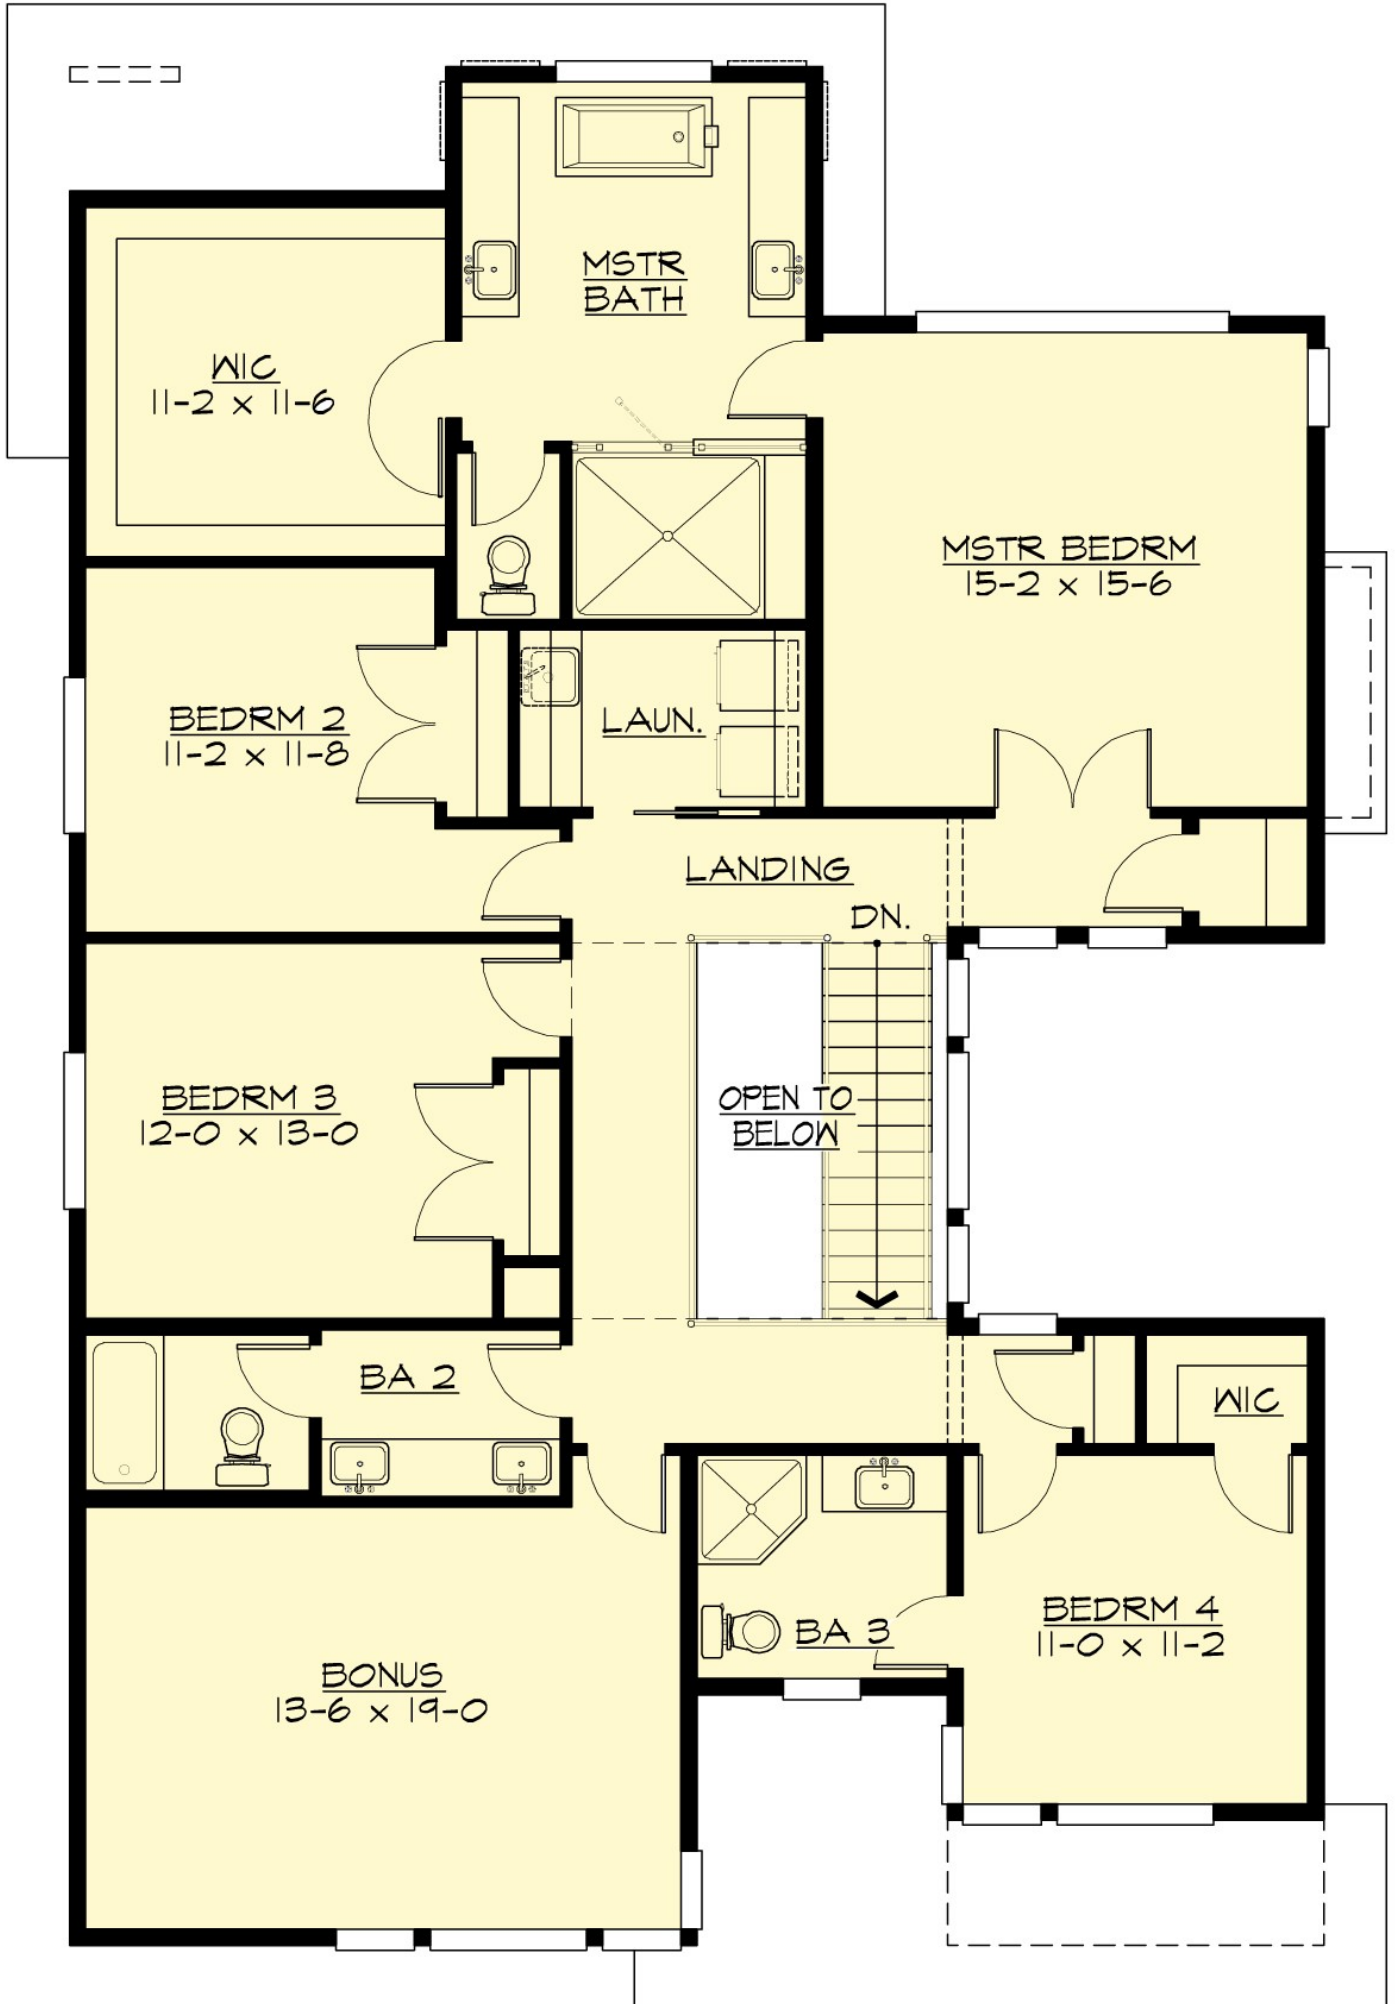 MSTR
BATH
WIC
11-2 x 11-6
MSTR BEDRM
15-2 x 15-6
BEDRM 2
11-2 x 11-8
LAUN.
LANDING
DN.
BEDRM 3
12-0 x 13-0
OPEN TO
BELOW
BA 2
WIC
BEDRM 4
11-0 x 11-2
BA 3
BONUS
13-6 x 19-0